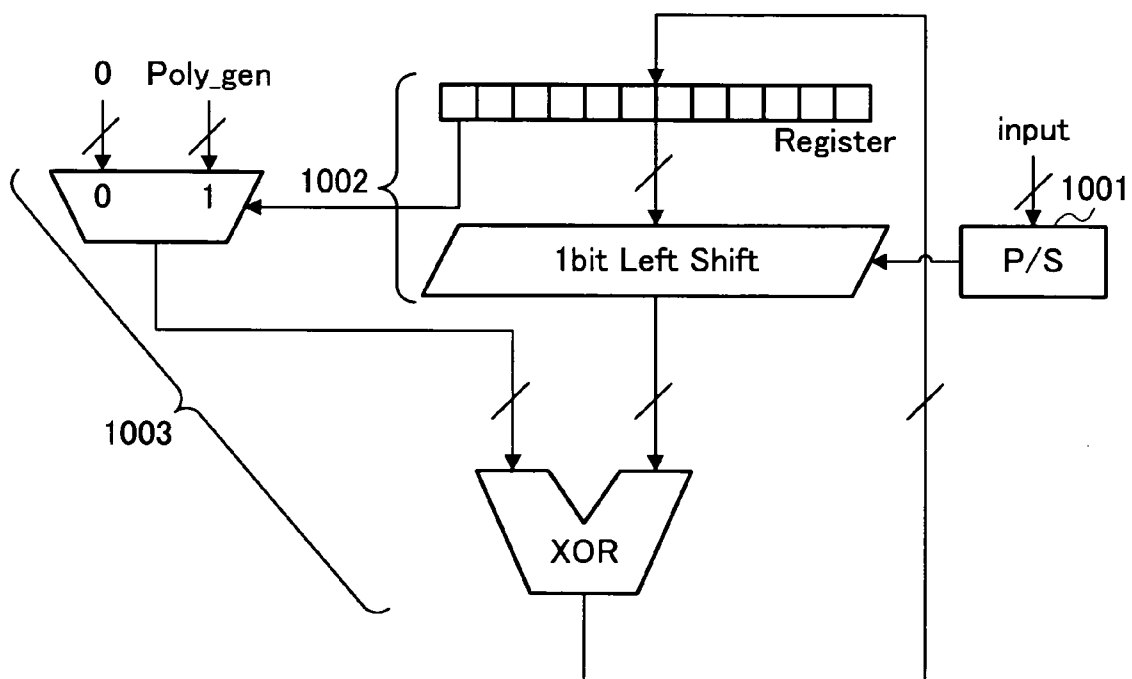 0 Poly_gen
Register
input
1002
1001
0 1
1bit Left Shift
P/S
1003
XOR